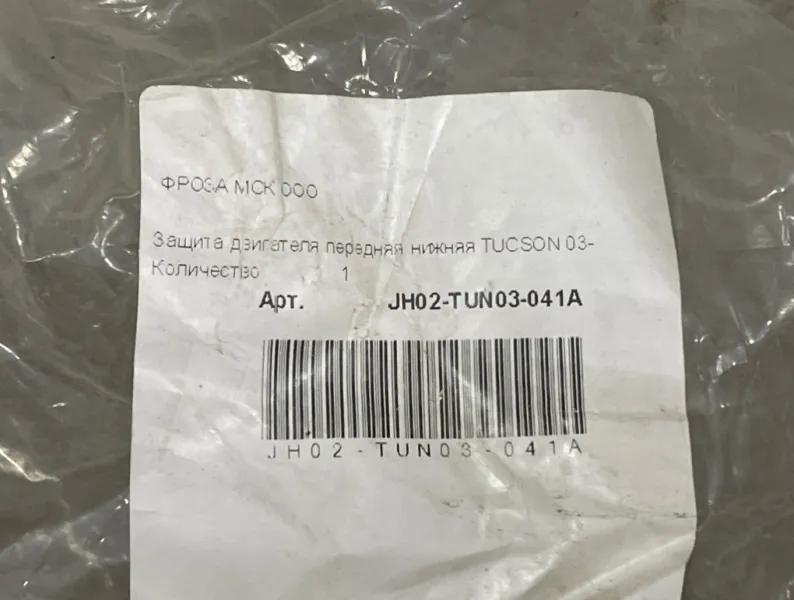 ФРОЗА МСК ООО
Защита двигателя передняя нижняя TUCSON 03-
Количество 1
Арт. JH02-TUN03-041A
JH02-TUN03-041A